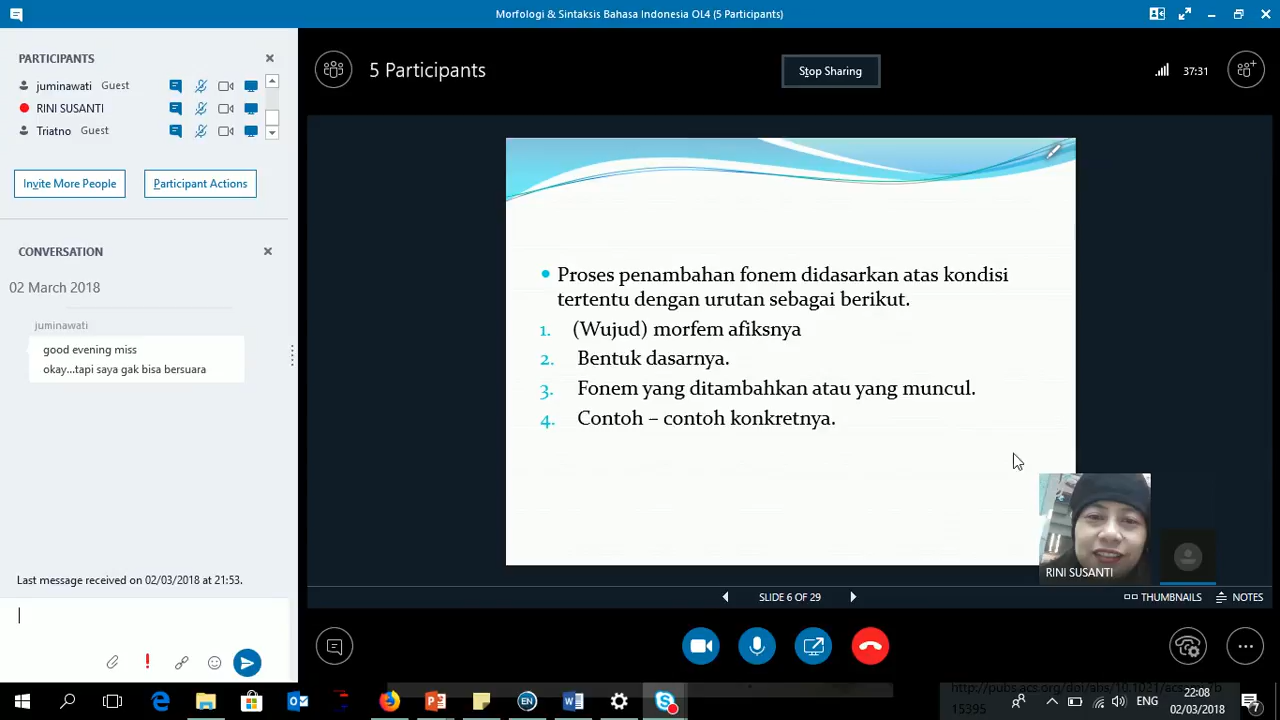 Morfologi & Sintaksis Bahasa Indonesia OL4 (5 Participants)
PARTICIPANTS
juminawati Guest
RINI SUSANTI
Triatno Guest
Invite More People
Participant Actions
CONVERSATION
02 March 2018
juminawati
good evening miss
okay...tapi saya gak bisa bersuara
Last message received on 02/03/2018 at 21:53.
5 Participants
Stop Sharing
37:31
• Proses penambahan fonem didasarkan atas kondisi
tertentu dengan urutan sebagai berikut.
1. (Wujud) morfem afiksnya
2. Bentuk dasarnya.
3. Fonem yang ditambahkan atau yang muncul.
4. Contoh – contoh konkretnya.
RINI SUSANTI
SLIDE 6 OF 29
THUMBNAILS
NOTES
EN
ENG
22:08
02/03/2018
7
15395